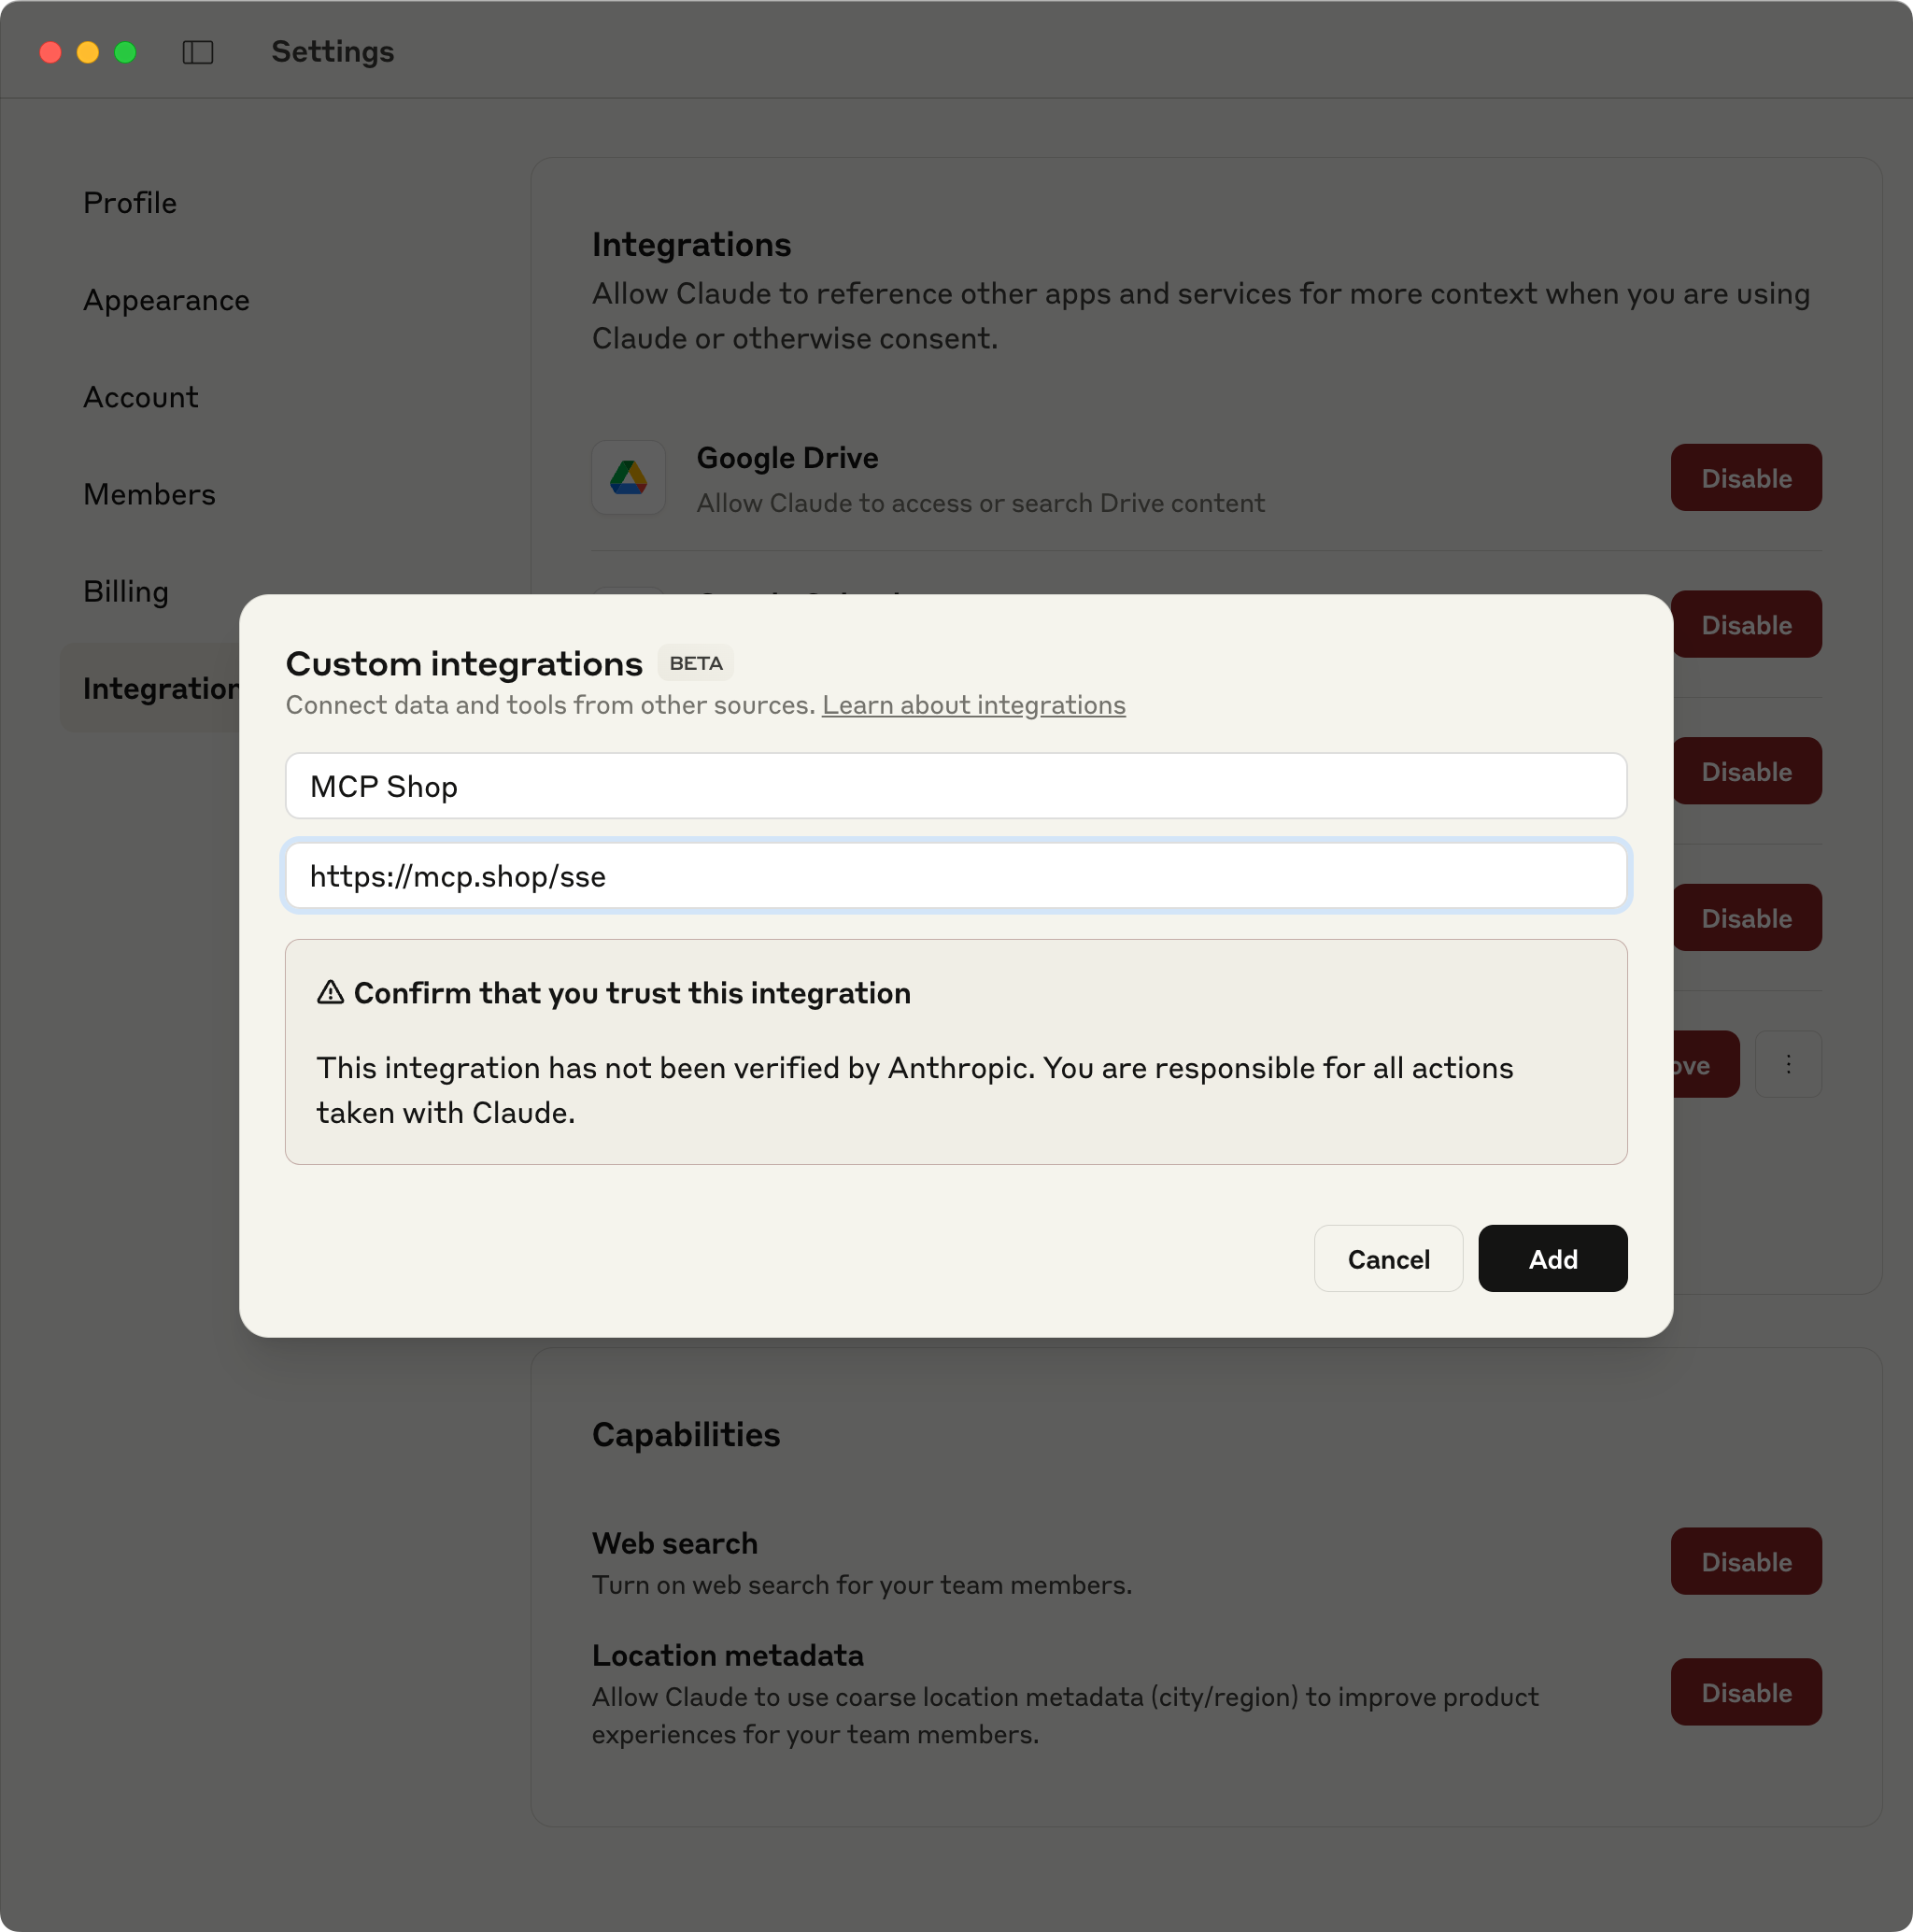 Settings
Profile
Appearance
Account
Members
Billing
Integration
Integrations
Allow Claude to reference other apps and services for more context when you are using
Claude or otherwise consent.
Google Drive
Allow Claude to access or search Drive content
Disable
Disable
Disable
Disable
Custom integrations BETA
Connect data and tools from other sources. Learn about integrations
MCP Shop
https://mcp.shop/sse
Confirm that you trust this integration
This integration has not been verified by Anthropic. You are responsible for all actions
taken with Claude.
Cancel
Add
Capabilities
Web search
Turn on web search for your team members.
Disable
Location metadata
Allow Claude to use coarse location metadata (city/region) to improve product
experiences for your team members.
Disable